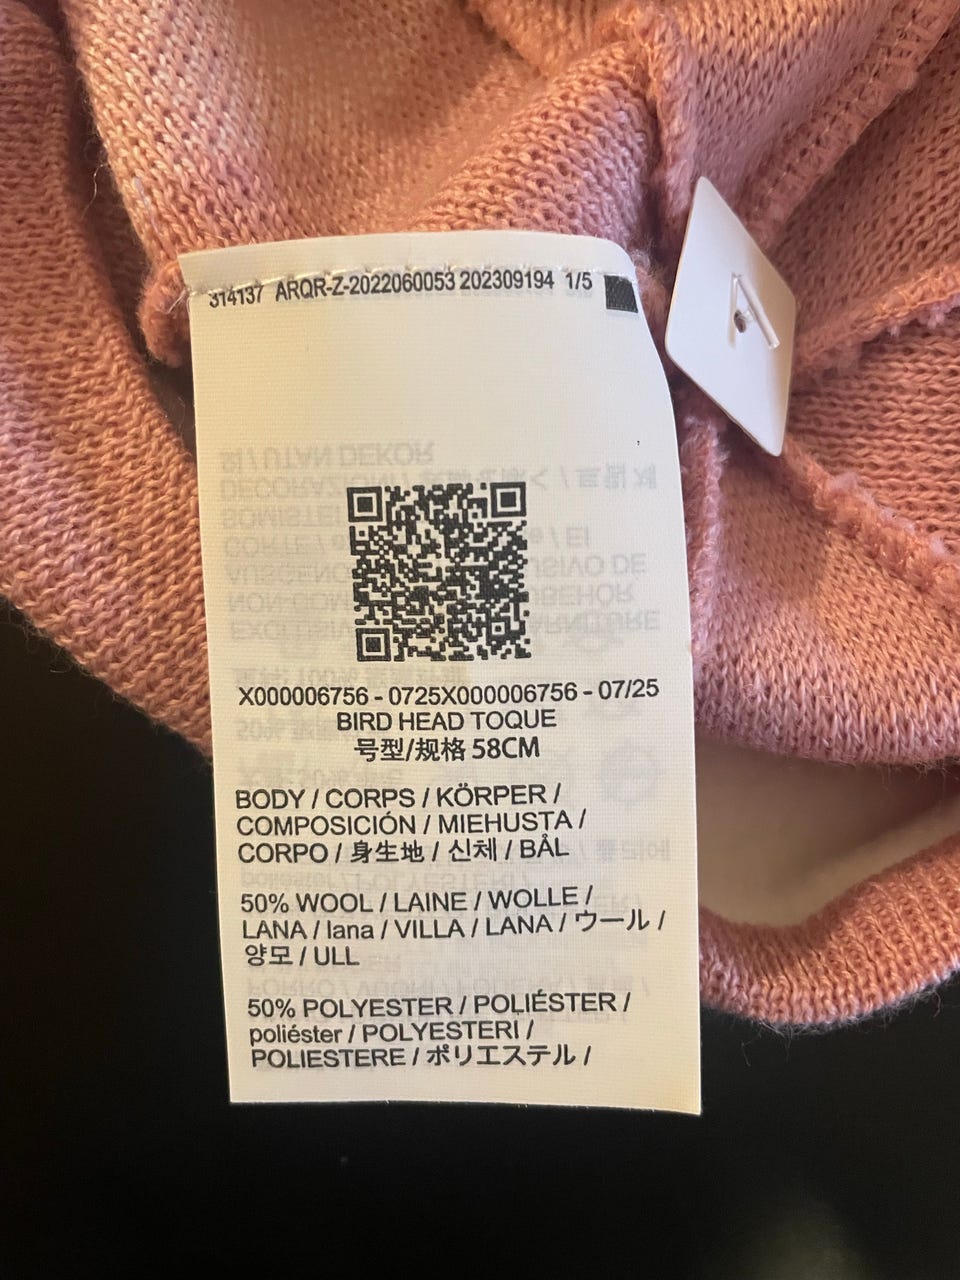 314137 ARQR-Z-2022060053 202309194 1/5
X000006756 - 0725X000006756 - 07/25
BIRD HEAD TOQUE
号型/规格 58CM
BODY / CORPS / KÖRPER /
COMPOSICIÓN / MIEHUSTA /
CORPO / 身生地 / 신체 / BÅL
50% WOOL / LAINE / WOLLE /
LANA / lana / VILLA / LANA / ウール /
양모 / ULL
50% POLYESTER / POLIÉSTER /
poliéster / POLYESTERI /
POLIESTERE / ポリエステル /